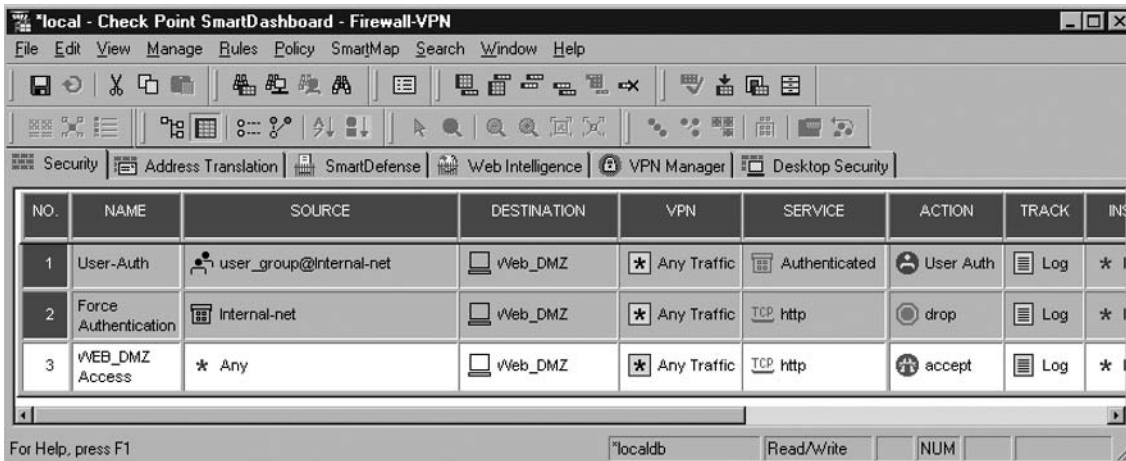 *local - Check Point SmartDashboard - Firewall-VPN
File Edit View Manage Rules Policy SmartMap Search Window Help
Security Address Translation SmartDefense Web Intelligence VPN Manager Desktop Security
NO. NAME SOURCE DESTINATION VPN SERVICE ACTION TRACK
1 User-Auth user_group@Internal-net Web_DMZ * Any Traffic Authenticated User Auth Log *
2 Force Authentication Internal-net Web_DMZ * Any Traffic TCP http drop Log *
3 WEB_DMZ Access * Any Web_DMZ * Any Traffic TCP http accept Log *
For Help, press F1 *localdb Read/Write NUM